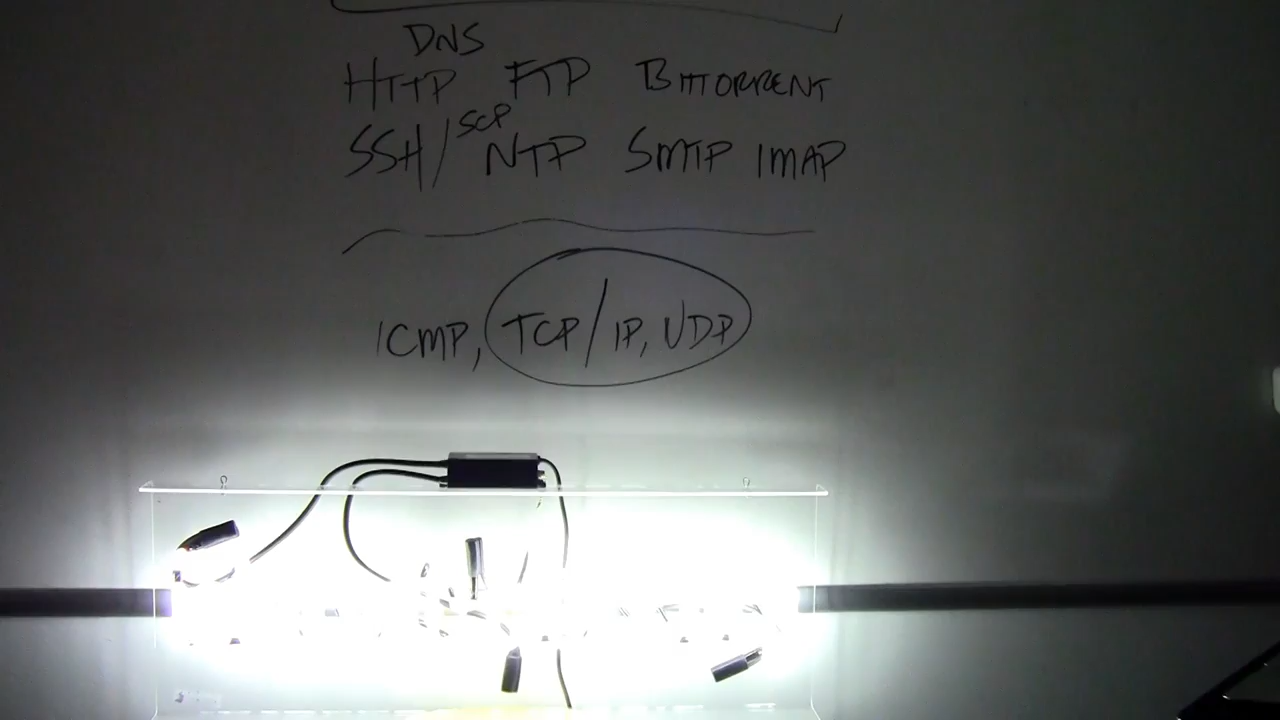 DNS
HTTP FTP BITTORRENT
SSH/SCP NTP SMTP IMAP
ICMP, TCP/IP, UDP